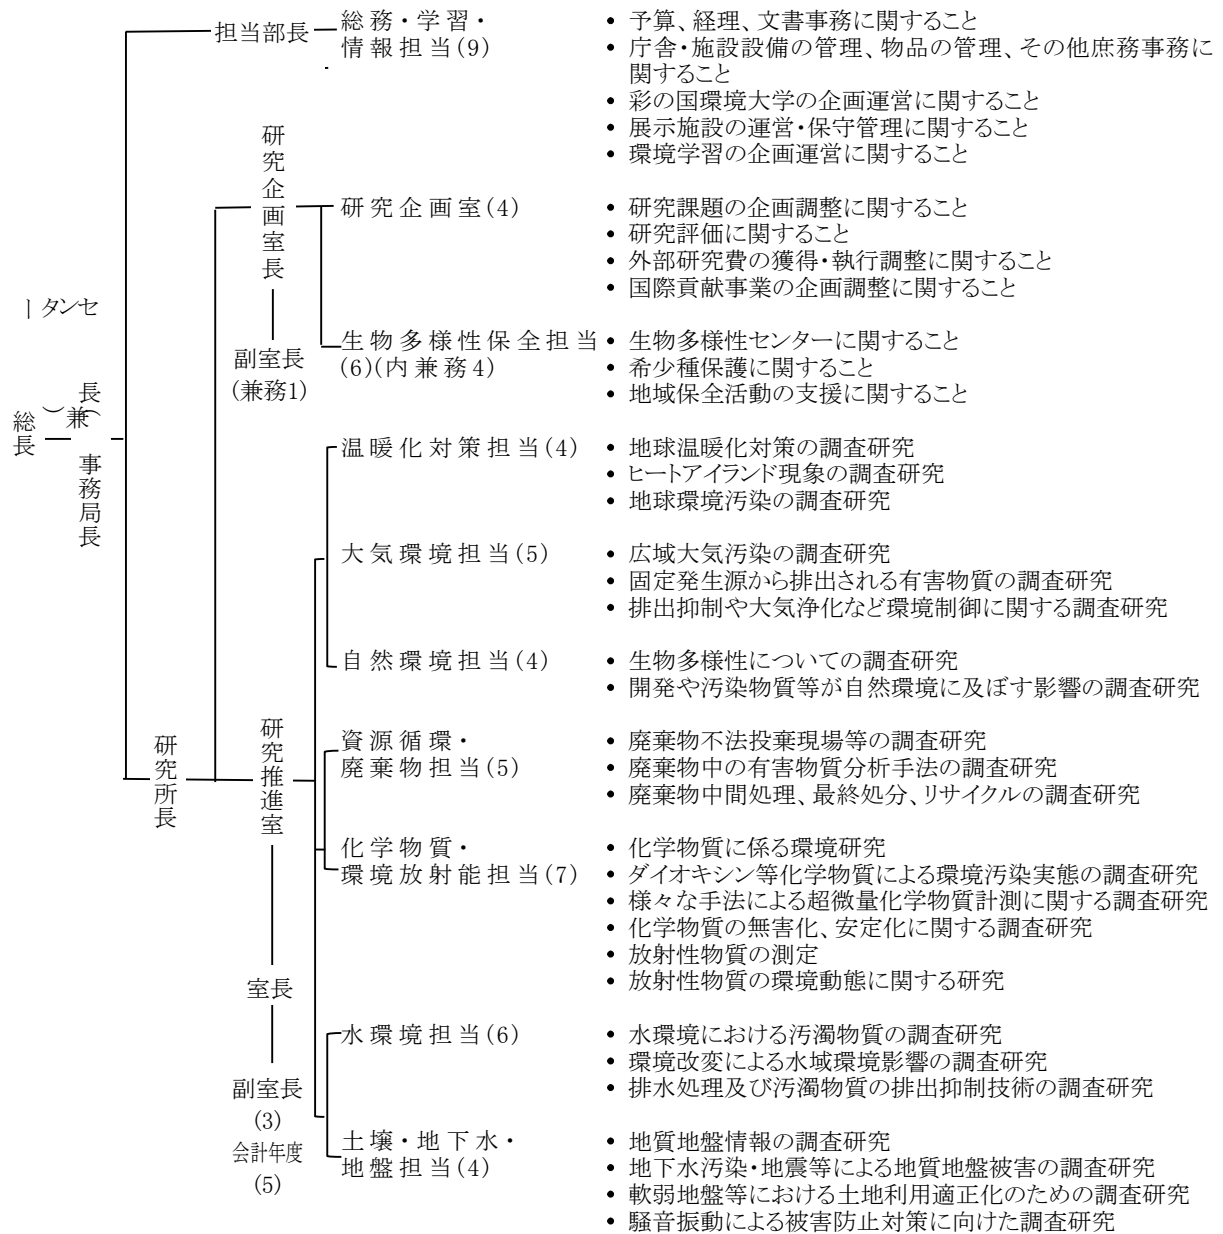 総長
センター
長(兼)
事務局長
担当部長
総務・学習・
情報担当(9)
• 予算、経理、文書事務に関すること
• 庁舎・施設設備の管理、物品の管理、その他庶務事務に
関すること
• 彩の国環境大学の企画運営に関すること
• 展示施設の運営・保守管理に関すること
• 環境学習の企画運営に関すること
研究所長
研究企画室長
副室長
(兼務1)
研究企画室(4)
• 研究課題の企画調整に関すること
• 研究評価に関すること
• 外部研究費の獲得・執行調整に関すること
• 国際貢献事業の企画調整に関すること
生物多様性保全担当
(6)(内兼務4)
• 生物多様性センターに関すること
• 希少種保護に関すること
• 地域保全活動の支援に関すること
研究推進室
室長
副室長
(3)
会計年度
(5)
温暖化対策担当(4)
• 地球温暖化対策の調査研究
• ヒートアイランド現象の調査研究
• 地球環境汚染の調査研究
大気環境担当(5)
• 広域大気汚染の調査研究
• 固定発生源から排出される有害物質の調査研究
• 排出抑制や大気浄化など環境制御に関する調査研究
自然環境担当(4)
• 生物多様性についての調査研究
• 開発や汚染物質等が自然環境に及ぼす影響の調査研究
資源循環・
廃棄物担当(5)
• 廃棄物不法投棄現場等の調査研究
• 廃棄物中の有害物質分析手法の調査研究
• 廃棄物中間処理、最終処分、リサイクルの調査研究
化学物質・
環境放射能担当(7)
• 化学物質に係る環境研究
• ダイオキシン等化学物質による環境汚染実態の調査研究
• 様々な手法による超微量化学物質計測に関する調査研究
• 化学物質の無害化、安定化に関する調査研究
• 放射性物質の測定
• 放射性物質の環境動態に関する研究
水環境担当(6)
• 水環境における汚濁物質の調査研究
• 環境改変による水域環境影響の調査研究
• 排水処理及び汚濁物質の排出抑制技術の調査研究
土壌・地下水・
地盤担当(4)
• 地質地盤情報の調査研究
• 地下水汚染・地震等による地質地盤被害の調査研究
• 軟弱地盤等における土地利用適正化のための調査研究
• 騒音振動による被害防止対策に向けた調査研究